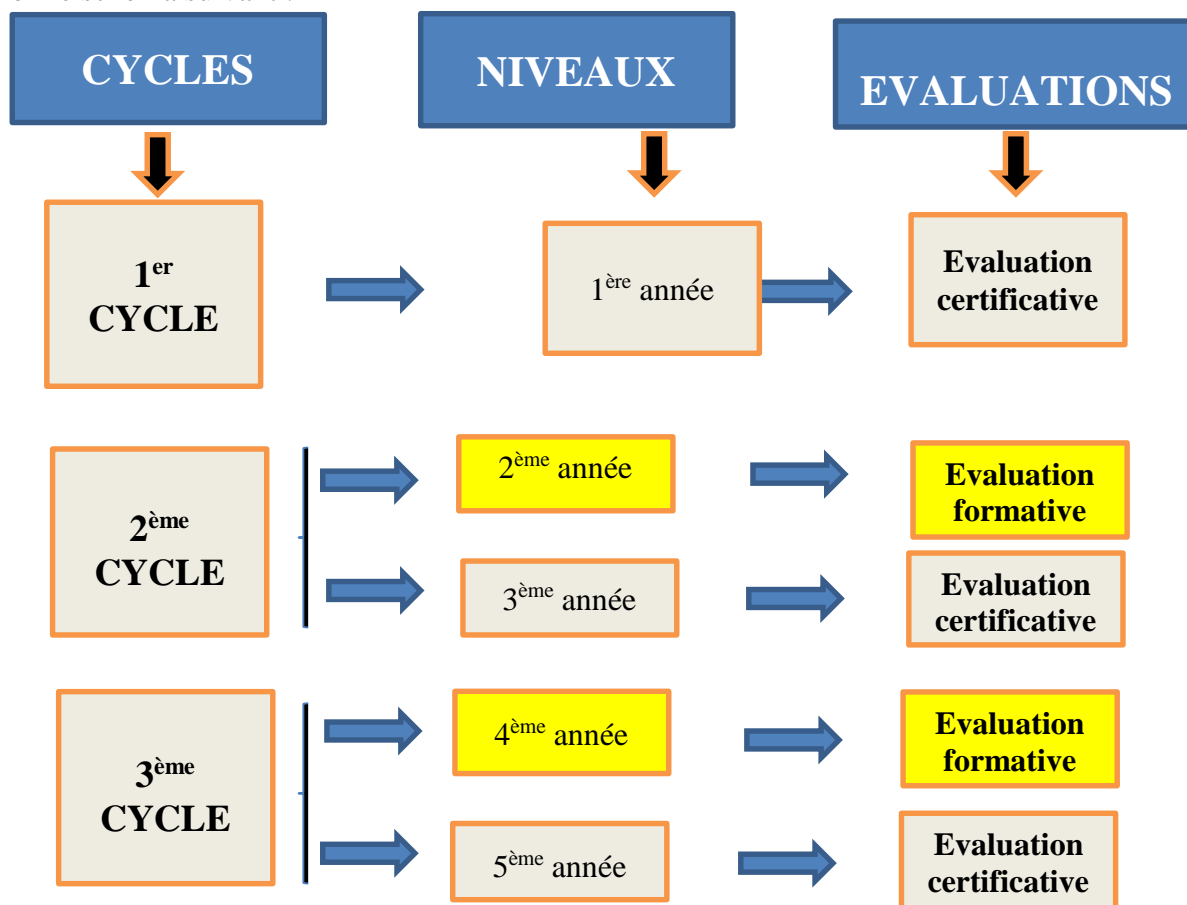 CYCLES
NIVEAUX
EVALUATIONS
1er
CYCLE
1ère année
Evaluation
certificative
2ème
CYCLE
2ème année
Evaluation
formative
3ème année
Evaluation
certificative
3ème
CYCLE
4ème année
Evaluation
formative
5ème année
Evaluation
certificative